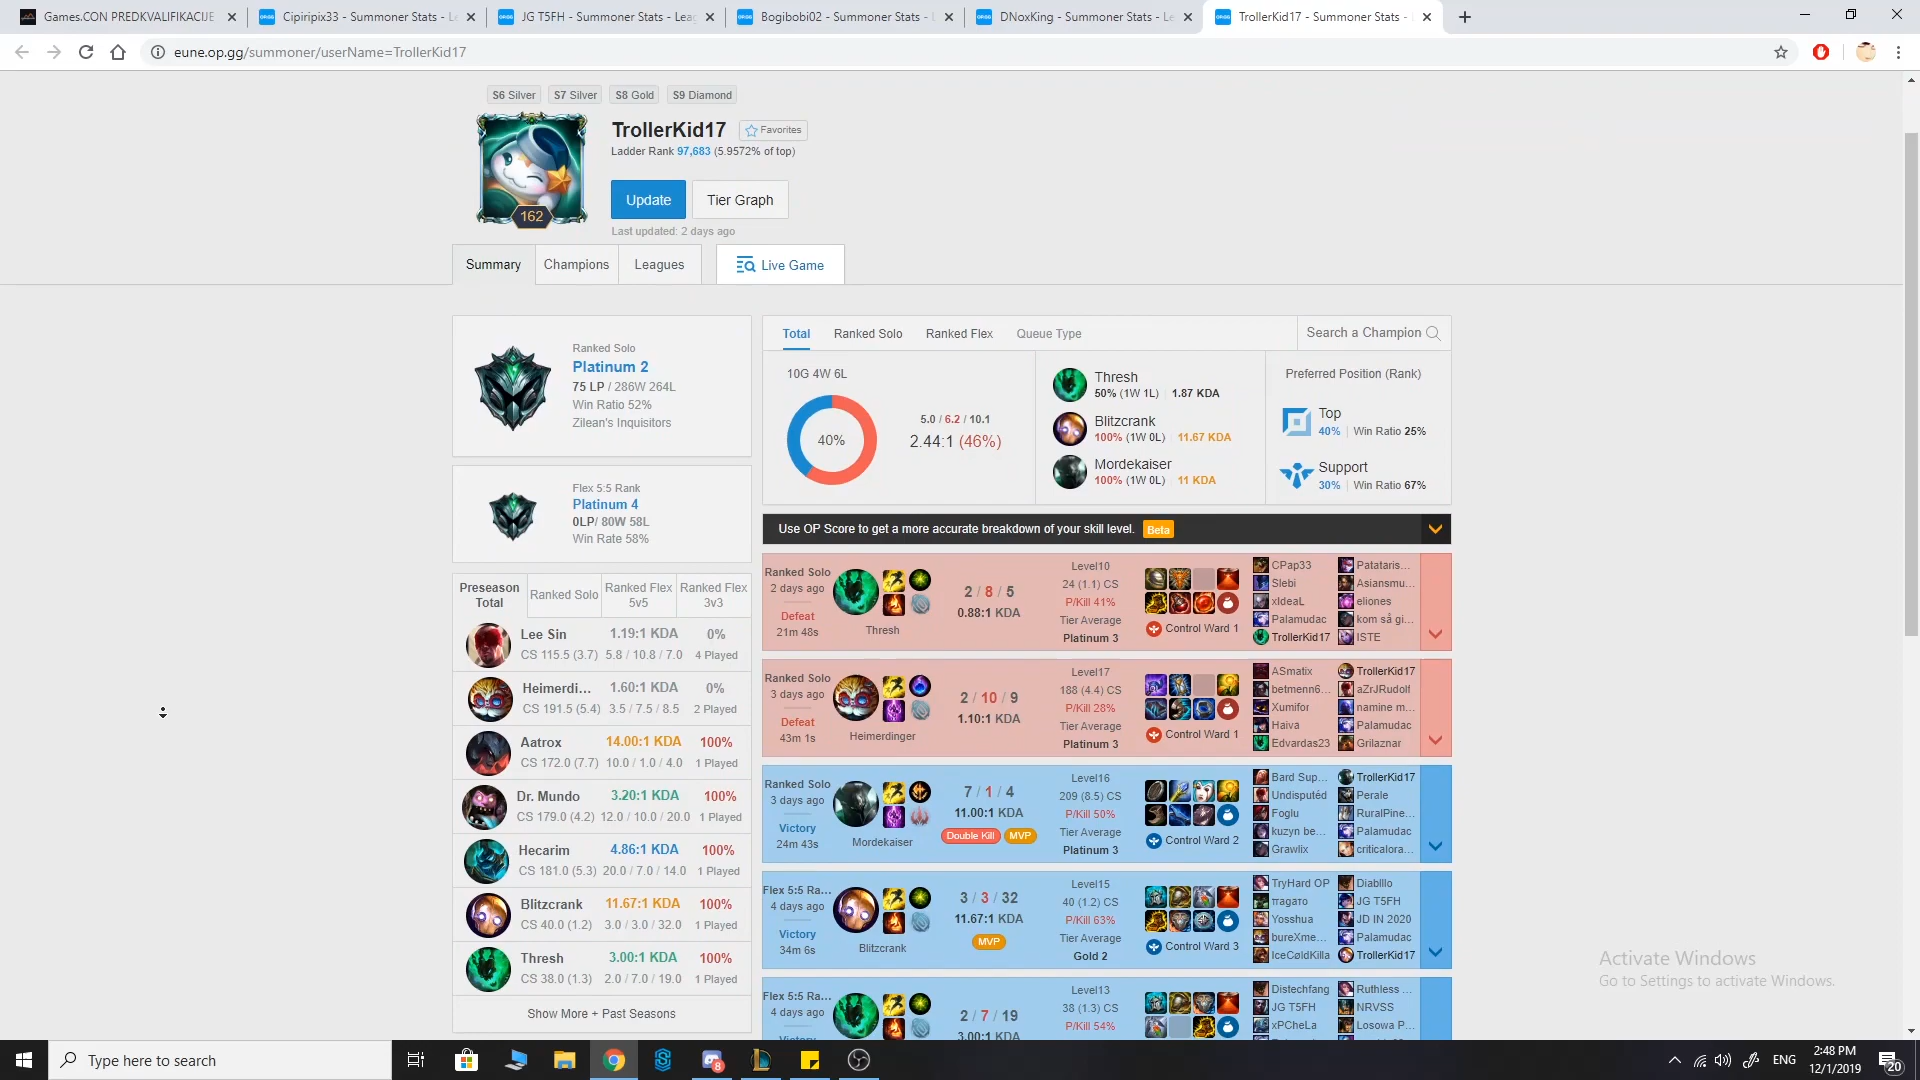 Games.CON PREDKVALIFIKACIJE
Cipiripix33 - Summoner Stats - Le
JG T5FH - Summoner Stats - Leag
Bogibobi02 - Summoner Stats -
DNoxKing - Summoner Stats - Le
TrollerKid17 - Summoner Stats -
eune.op.gg/summoner/userName=TrollerKid17
S6 Silver
S7 Silver
S8 Gold
S9 Diamond
162
TrollerKid17
Favorites
Ladder Rank 97,683 (5.9572% of top)
Update
Tier Graph
Last updated: 2 days ago
Summary
Champions
Leagues
Live Game
Ranked Solo
Platinum 2
75 LP / 286W 264L
Win Ratio 52%
Zilean's Inquisitors
Flex 5:5 Rank
Platinum 4
0LP/ 80W 58L
Win Rate 58%
Preseason Total
Ranked Solo
Ranked Flex 5v5
Ranked Flex 3v3
Lee Sin 1.19:1 KDA 0%
CS 115.5 (3.7) 5.8 / 10.8 / 7.0 4 Played
Heimerdi... 1.60:1 KDA 0%
CS 191.5 (5.4) 3.5 / 7.5 / 8.5 2 Played
Aatrox 14.00:1 KDA 100%
CS 172.0 (7.7) 10.0 / 1.0 / 4.0 1 Played
Dr. Mundo 3.20:1 KDA 100%
CS 179.0 (4.2) 12.0 / 10.0 / 20.0 1 Played
Hecarim 4.86:1 KDA 100%
CS 181.0 (5.3) 20.0 / 7.0 / 14.0 1 Played
Blitzcrank 11.67:1 KDA 100%
CS 40.0 (1.2) 3.0 / 3.0 / 32.0 1 Played
Thresh 3.00:1 KDA 100%
CS 38.0 (1.3) 2.0 / 7.0 / 19.0 1 Played
Show More + Past Seasons
Total
Ranked Solo
Ranked Flex
Queue Type
Search a Champion
10G 4W 6L
40%
5.0 / 6.2 / 10.1
2.44:1 (46%)
Thresh
50% (1W 1L) 1.87 KDA
Blitzcrank
100% (1W 0L) 11.67 KDA
Mordekaiser
100% (1W 0L) 11 KDA
Preferred Position (Rank)
Top
40% Win Ratio 25%
Support
30% Win Ratio 67%
Use OP Score to get a more accurate breakdown of your skill level. Beta
Ranked Solo
2 days ago
Defeat
21m 48s
Thresh
2 / 8 / 5
0.88:1 KDA
Level10
24 (1.1) CS
P/Kill 41%
Tier Average
Platinum 3
Control Ward 1
CPap33
Slebi
xIdeaL
Palamudac
TrollerKid17
Patataris...
Asiansmu...
eliones
kom så gi...
ISTE
Ranked Solo
3 days ago
Defeat
43m 1s
Heimerdinger
2 / 10 / 9
1.10:1 KDA
Level17
188 (4.4) CS
P/Kill 28%
Tier Average
Platinum 3
Control Ward 1
ASmatix
betmenn6...
Xumifor
Haiva
Edvardas23
TrollerKid17
aZrJRudolf
namine m...
Palamudac
Grilaznar
Ranked Solo
3 days ago
Victory
24m 43s
Mordekaiser
7 / 1 / 4
11.00:1 KDA
Double Kill
MVP
Level16
209 (8.5) CS
P/Kill 50%
Tier Average
Platinum 3
Control Ward 2
Bard Sup...
Undisputéd
Foglu
kuzyn be...
Grawlix
TrollerKid17
Perale
RuralPine...
Palamudac
criticalora...
Flex 5:5 Ra...
4 days ago
Victory
34m 6s
Blitzcrank
3 / 3 / 32
11.67:1 KDA
MVP
Level15
40 (1.2) CS
P/Kill 63%
Tier Average
Gold 2
Control Ward 3
TryHard OP
Yosshua
bureXme...
IceCøldKilla
Diablllo
JG T5FH
JD IN 2020
Palamudac
TrollerKid17
Flex 5:5 Ra...
4 days ago
Victory
2 / 7 / 19
3.00:1 KDA
Level13
38 (1.3) CS
P/Kill 54%
Distechfang
JG T5FH
xPCheLa
Ruthless ...
NRVSS
Losowa P...
Activate Windows
Go to Settings to activate Windows.
Type here to search
8
ENG
2:48 PM
12/1/2019
20